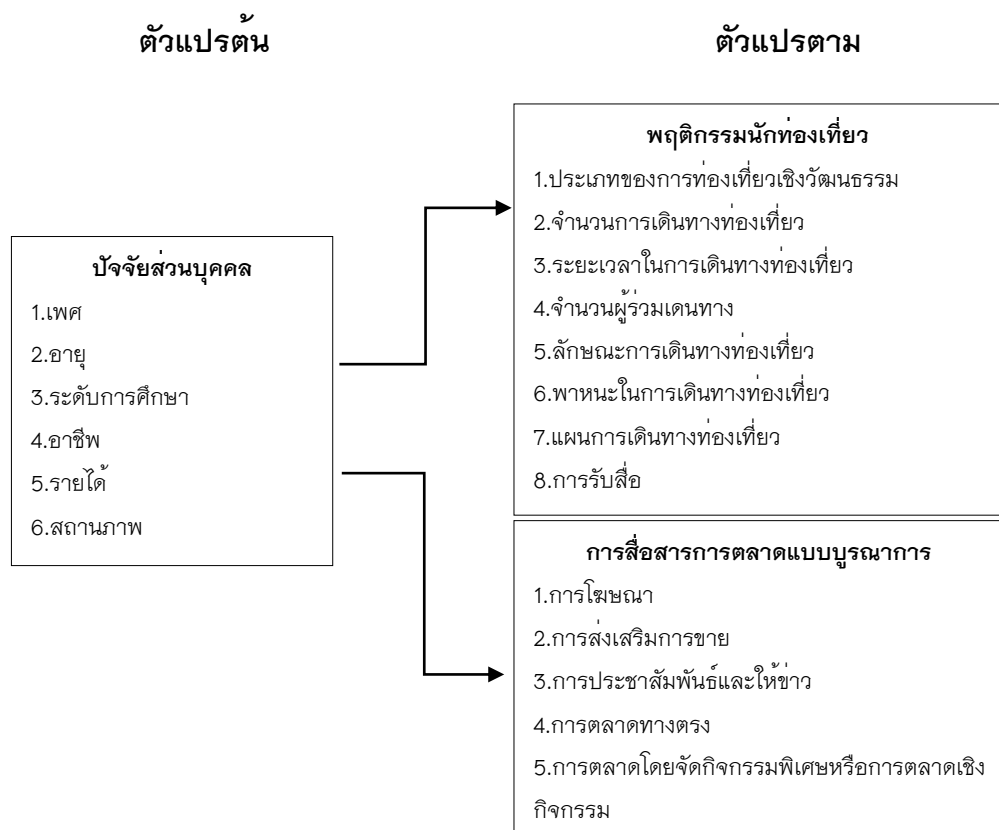 ตัวแปรต้น
ตัวแปรตาม
ปัจจัยส่วนบุคคล
1.เพศ
2.อายุ
3.ระดับการศึกษา
4.อาชีพ
5.รายได้
6.สถานภาพ
พฤติกรรมนักท่องเที่ยว
1.ประเภทของการท่องเที่ยวเชิงวัฒนธรรม
2.จำนวนการเดินทางท่องเที่ยว
3.ระยะเวลาในการเดินทางท่องเที่ยว
4.จำนวนผู้ร่วมเดนทาง
5.ลักษณะการเดินทางท่องเที่ยว
6.พาหนะในการเดินทางท่องเที่ยว
7.แผนการเดินทางท่องเที่ยว
8.การรับสื่อ
การสื่อสารการตลาดแบบบูรณาการ
1.การโฆษณา
2.การส่งเสริมการขาย
3.การประชาสัมพันธ์และให้ข่าว
4.การตลาดทางตรง
5.การตลาดโดยจัดกิจกรรมพิเศษหรือการตลาดเชิง
กิจกรรม